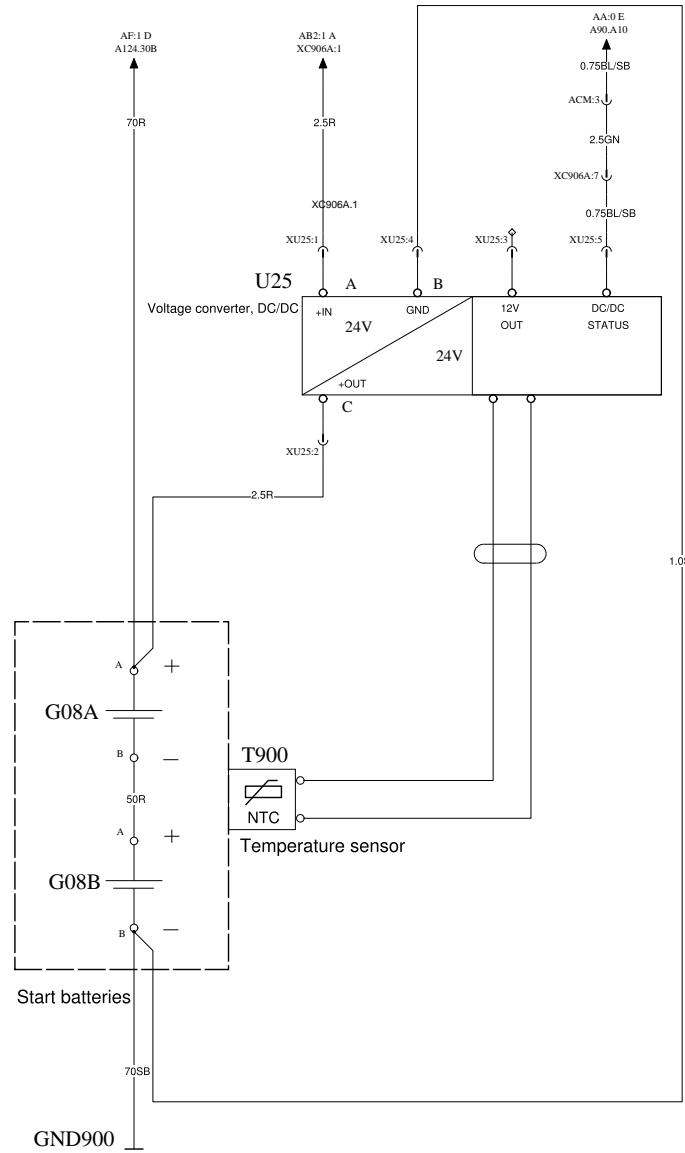 AF:1 D
A124.30B
AB2:1 A
XC906A:1
AA:0 E
A90.A10
0.75BL/SB
ACM:3
70R
2.5R
2.5GN
XC906A:7
XC906A.1
0.75BL/SB
XU25:1
XU25:4
XU25:3
XU25:5
U25
A
B
Voltage converter, DC/DC
+IN
GND
12V
OUT
DC/DC
STATUS
24V
24V
+OUT
C
XU25:2
2.5R
A
+
G08A
B
–
T900
50R
NTC
A
+
Temperature sensor
G08B
B
–
Start batteries
70SB
GND900